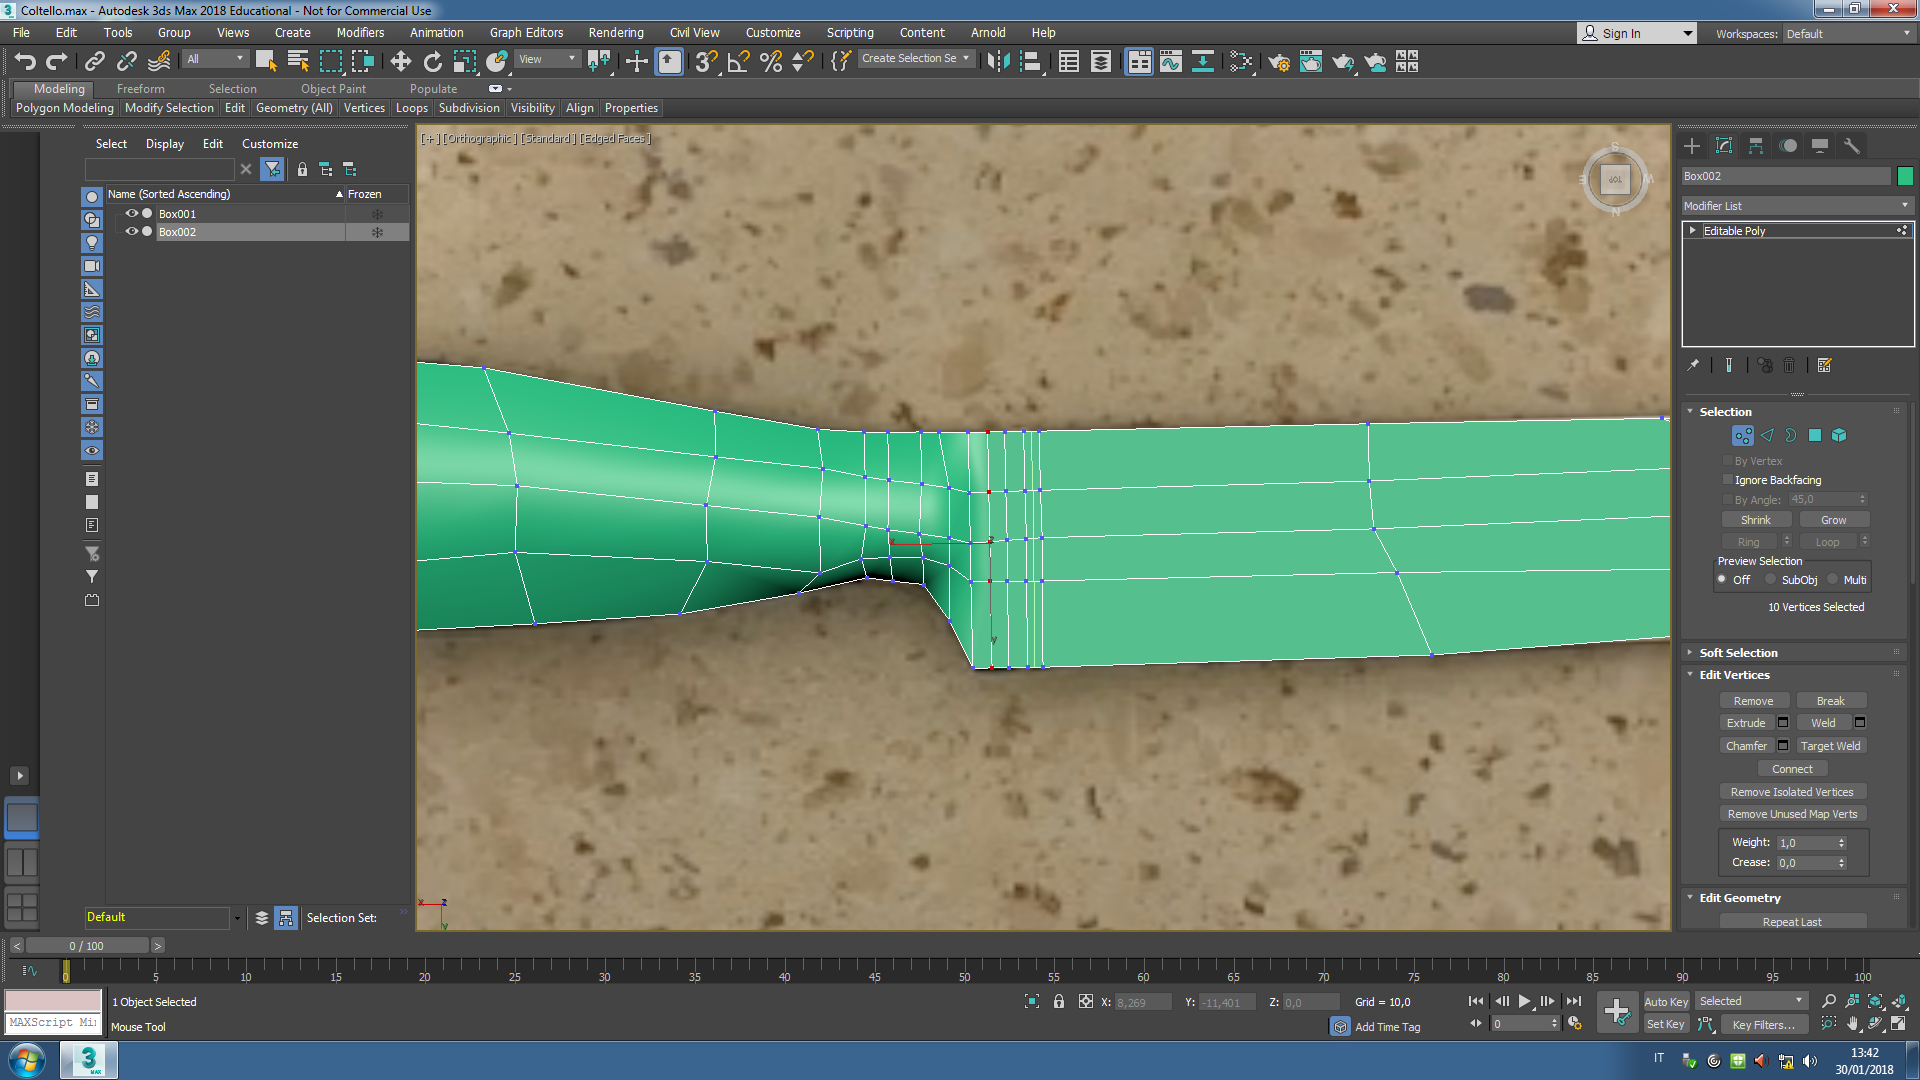 Coltello.max - Autodesk 3ds Max 2018 Educational - Not for Commercial Use
File Edit Tools Group Views Create Modifiers Animation Graph Editors Rendering Civil View Customize Scripting Content Arnold Help
Sign In Workspaces: Default
All View Create Selection Se
Modeling Freeform Selection Object Paint Populate
Polygon Modeling Modify Selection Edit Geometry (All) Vertices Loops Subdivision Visibility Align Properties
Select Display Edit Customize
Name (Sorted Ascending) Frozen
Box001
Box002
Default Selection Set:
[+] [Orthographic] [Standard] [Edged Faces]
S
E TOP W
N
x z
y
x z
y
Box002
Modifier List
Editable Poly
Selection
By Vertex
Ignore Backfacing
By Angle: 45,0
Shrink Grow
Ring Loop
Preview Selection
Off SubObj Multi
10 Vertices Selected
Soft Selection
Edit Vertices
Remove Break
Extrude Weld
Chamfer Target Weld
Connect
Remove Isolated Vertices
Remove Unused Map Verts
Weight: 1,0
Crease: 0,0
Edit Geometry
Repeat Last
< 0 / 100 >
0 5 10 15 20 25 30 35 40 45 50 55 60 65 70 75 80 85 90 95 100
1 Object Selected
X: 8,269 Y: -11,401 Z: 0,0 Grid = 10,0
Auto Key Selected
MAXScript Mi
Mouse Tool
Add Time Tag
0
Set Key Key Filters...
3 MAX
IT
13:42
30/01/2018